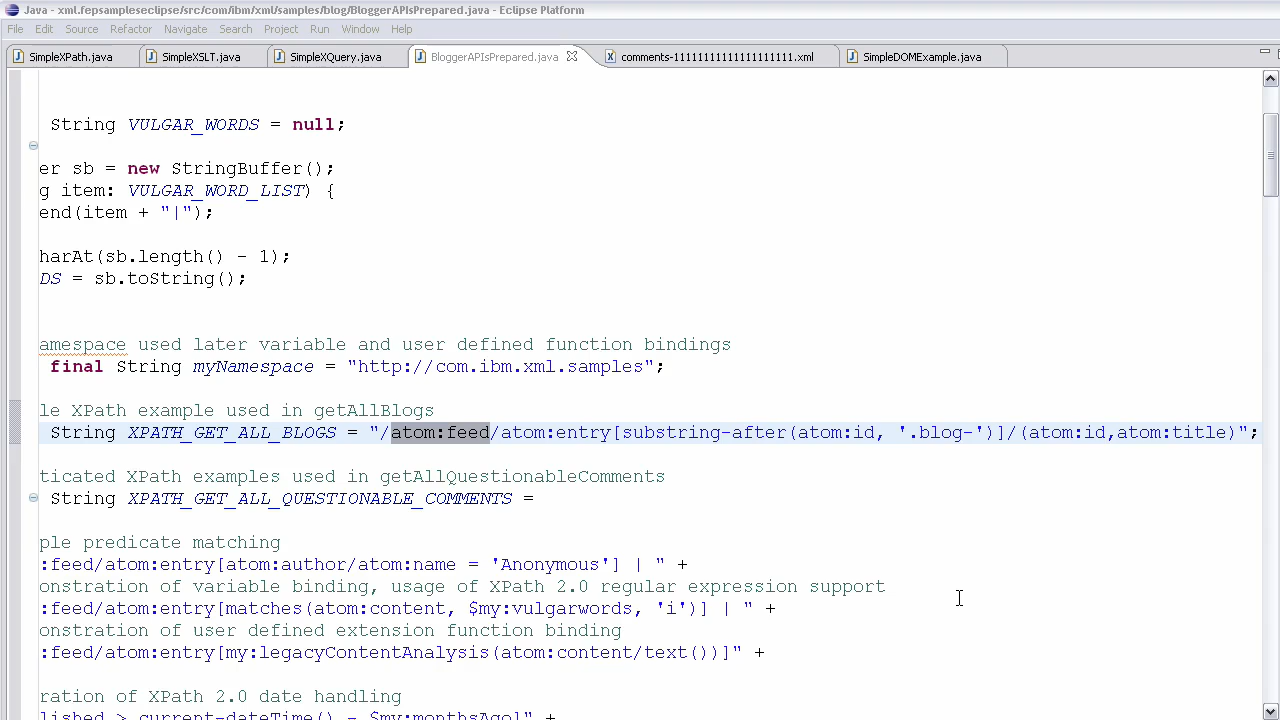 Java - xml.fepsampleseclipse/src/com/ibm/xml/samples/blog/BloggerAPIsPrepared.java - Eclipse Platform
File Edit Source Refactor Navigate Search Project Run Window Help
SimpleXPath.java SimpleXSLT.java SimpleXQuery.java BloggerAPIsPrepared.java comments-11111111111111111111.xml SimpleDOMExample.java
String VULGAR_WORDS = null;
er sb = new StringBuffer();
g item: VULGAR_WORD_LIST) {
end(item + "|");
harAt(sb.length() - 1);
DS = sb.toString();
amespace used later variable and user defined function bindings
final String myNamespace = "http://com.ibm.xml.samples";
le XPath example used in getAllBlogs
String XPATH_GET_ALL_BLOGS = "/atom:feed/atom:entry[substring-after(atom:id, '.blog-')]/(atom:id,atom:title)";
ticated XPath examples used in getAllQuestionableComments
String XPATH_GET_ALL_QUESTIONABLE_COMMENTS =
ple predicate matching
:feed/atom:entry[atom:author/atom:name = 'Anonymous'] | " +
onstration of variable binding, usage of XPath 2.0 regular expression support
:feed/atom:entry[matches(atom:content, $my:vulgarwords, 'i')] | " +
onstration of user defined extension function binding
:feed/atom:entry[my:legacyContentAnalysis(atom:content/text())]" +
ration of XPath 2.0 date handling
lished > current-dateTime() - $my:monthsAgo]" +